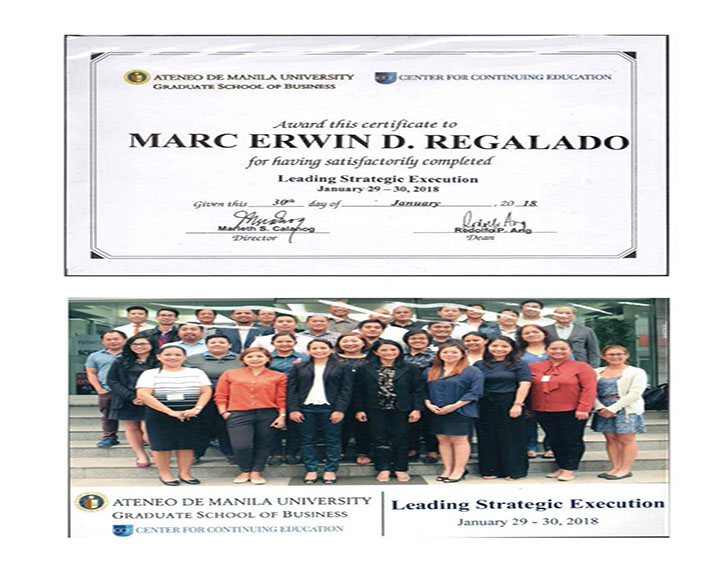 ATENEO DE MANILA UNIVERSITY
GRADUATE SCHOOL OF BUSINESS
CENTER FOR CONTINUING EDUCATION
Award this certificate to
MARC ERWIN D. REGALADO
for having satisfactorily completed
Leading Strategic Execution
January 29 – 30, 2018
Given this 30th day of January , 20 18.
Marieth S. Calanog
Director
Rodolfo P. Ang
Dean
ATENEO DE MANILA UNIVERSITY
GRADUATE SCHOOL OF BUSINESS
CENTER FOR CONTINUING EDUCATION
Leading Strategic Execution
January 29 - 30, 2018